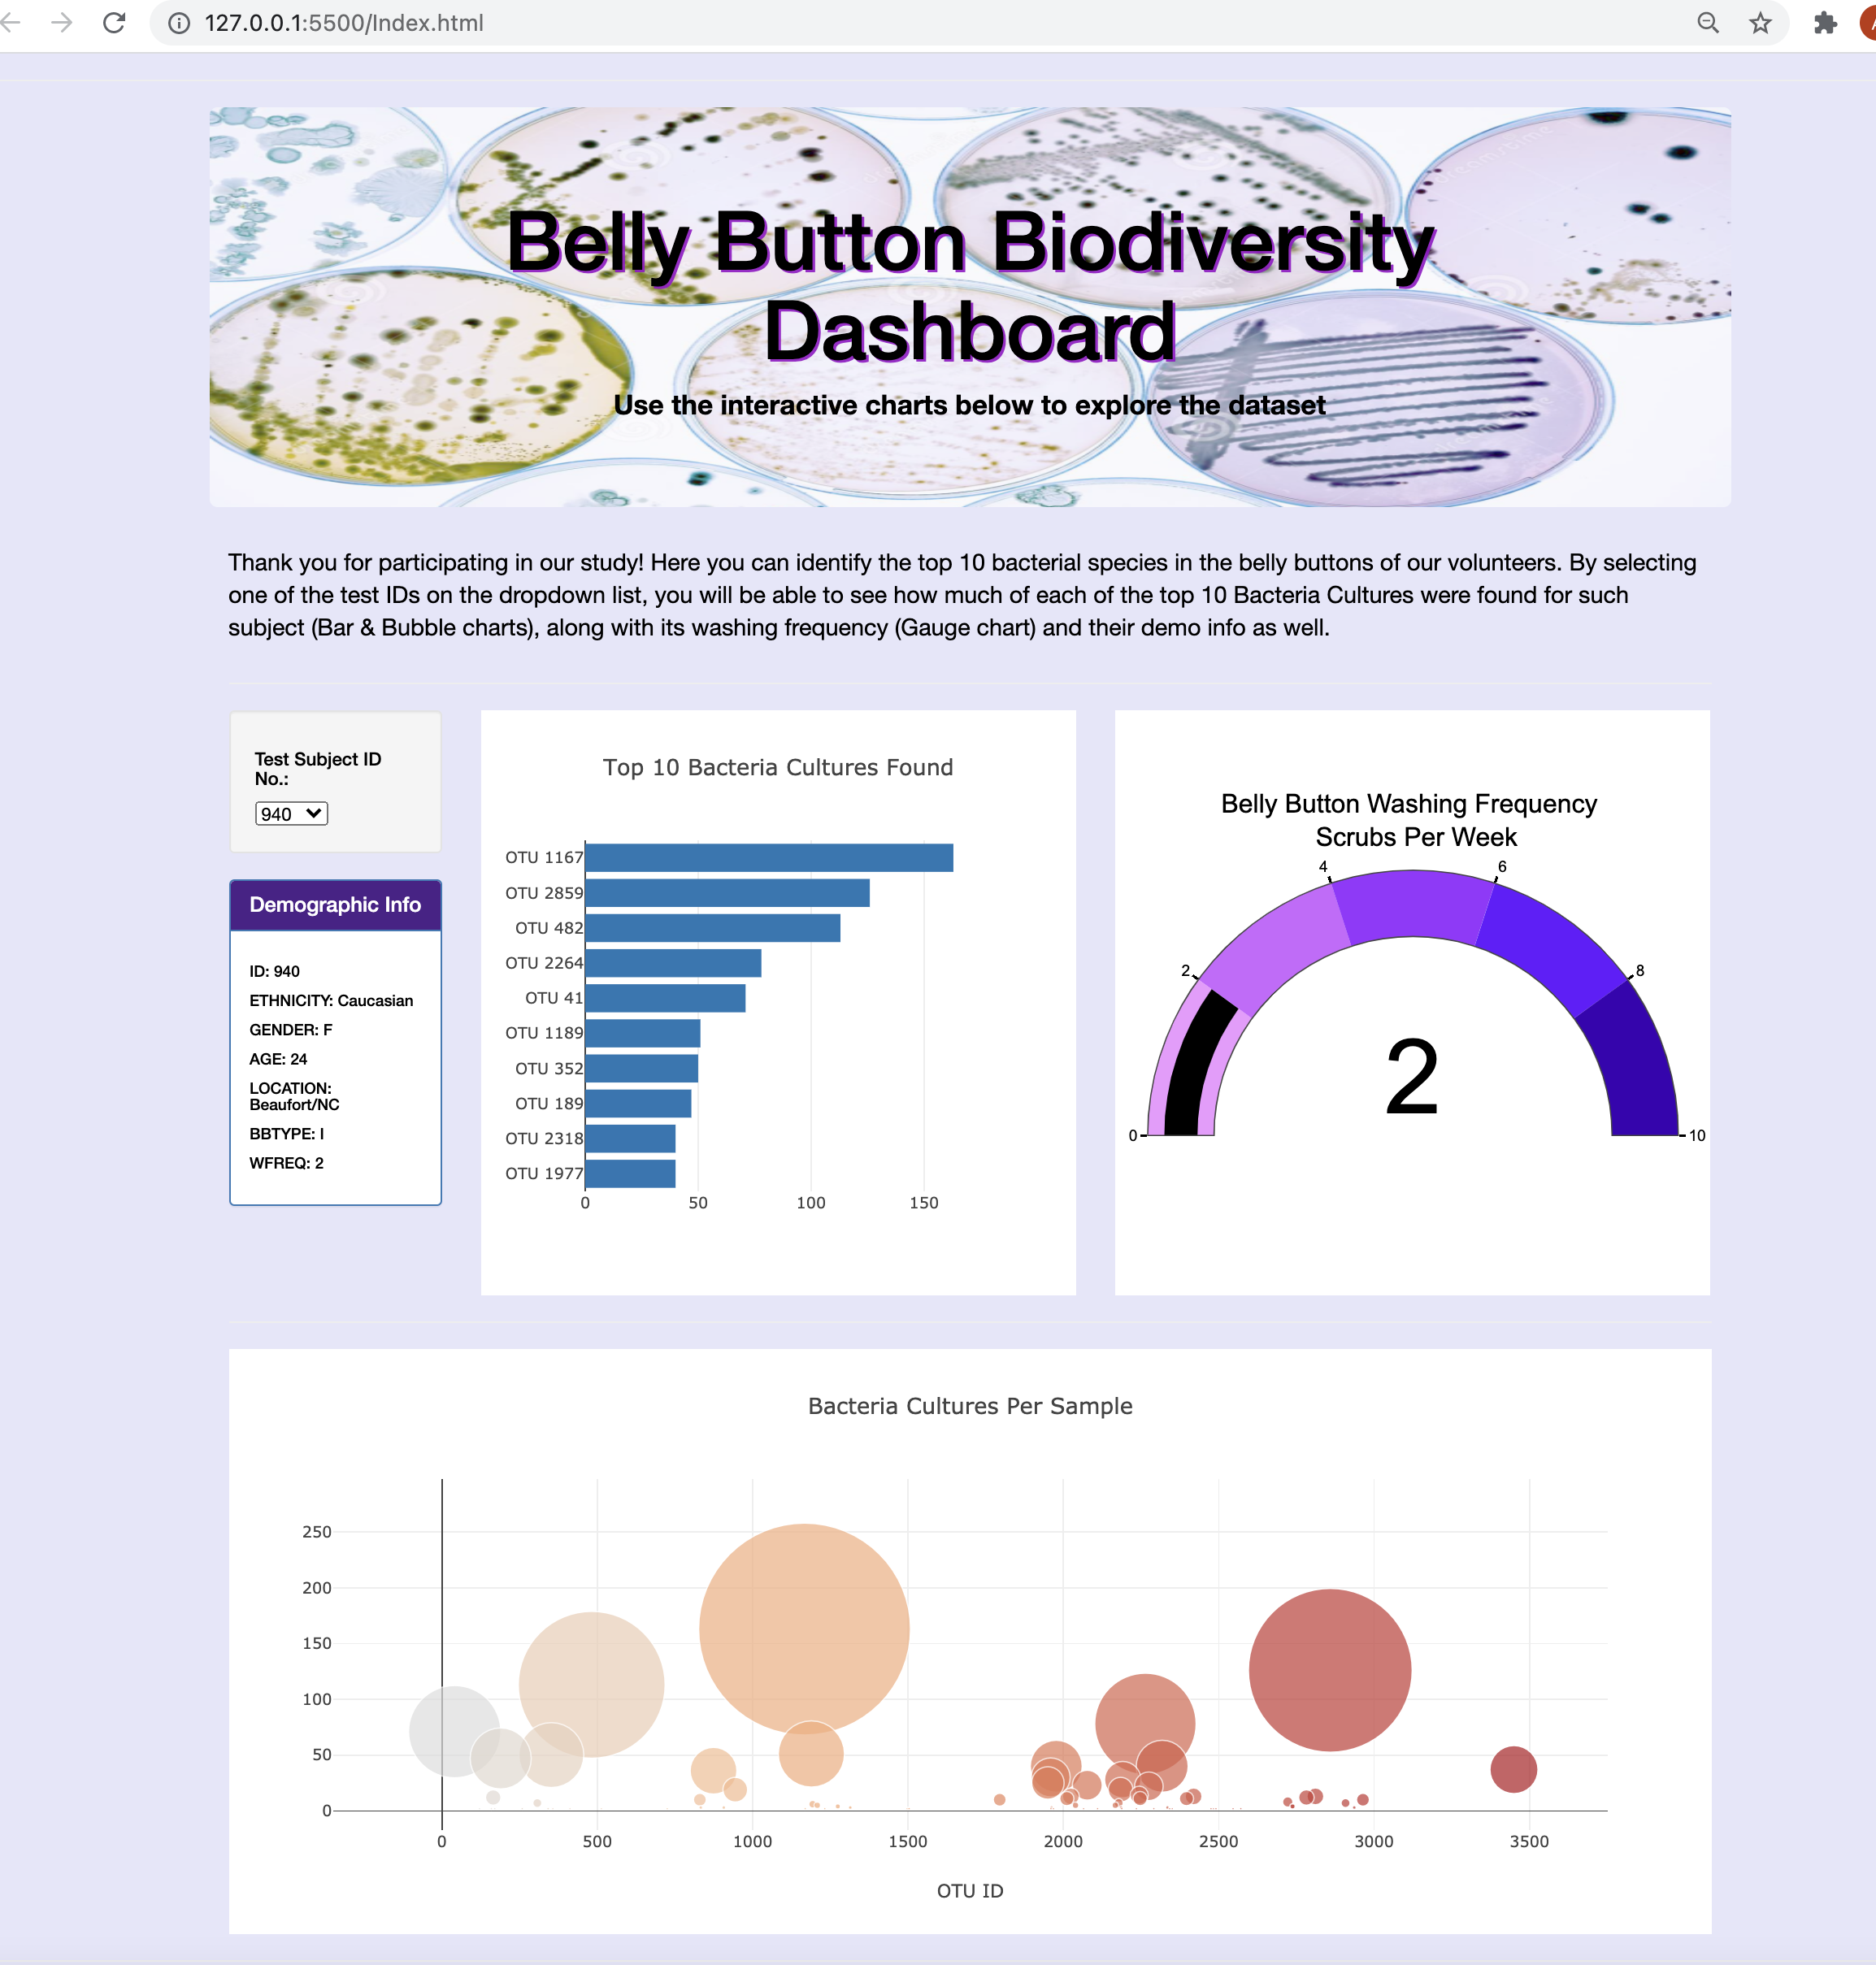 127.0.0.1:5500/Index.html
Belly Button Biodiversity
Dashboard
Use the interactive charts below to explore the dataset
Thank you for participating in our study! Here you can identify the top 10 bacterial species in the belly buttons of our volunteers. By selecting
one of the test IDs on the dropdown list, you will be able to see how much of each of the top 10 Bacteria Cultures were found for such
subject (Bar & Bubble charts), along with its washing frequency (Gauge chart) and their demo info as well.
Test Subject ID
No.:
940
Demographic Info
ID: 940
ETHNICITY: Caucasian
GENDER: F
AGE: 24
LOCATION:
Beaufort/NC
BBTYPE: I
WFREQ: 2
Top 10 Bacteria Cultures Found
OTU 1167
OTU 2859
OTU 482
OTU 2264
OTU 41
OTU 1189
OTU 352
OTU 189
OTU 2318
OTU 1977
0 50 100 150
Belly Button Washing Frequency
Scrubs Per Week
4 6
2 8
2
0 10
Bacteria Cultures Per Sample
250
200
150
100
50
0
0 500 1000 1500 2000 2500 3000 3500
OTU ID